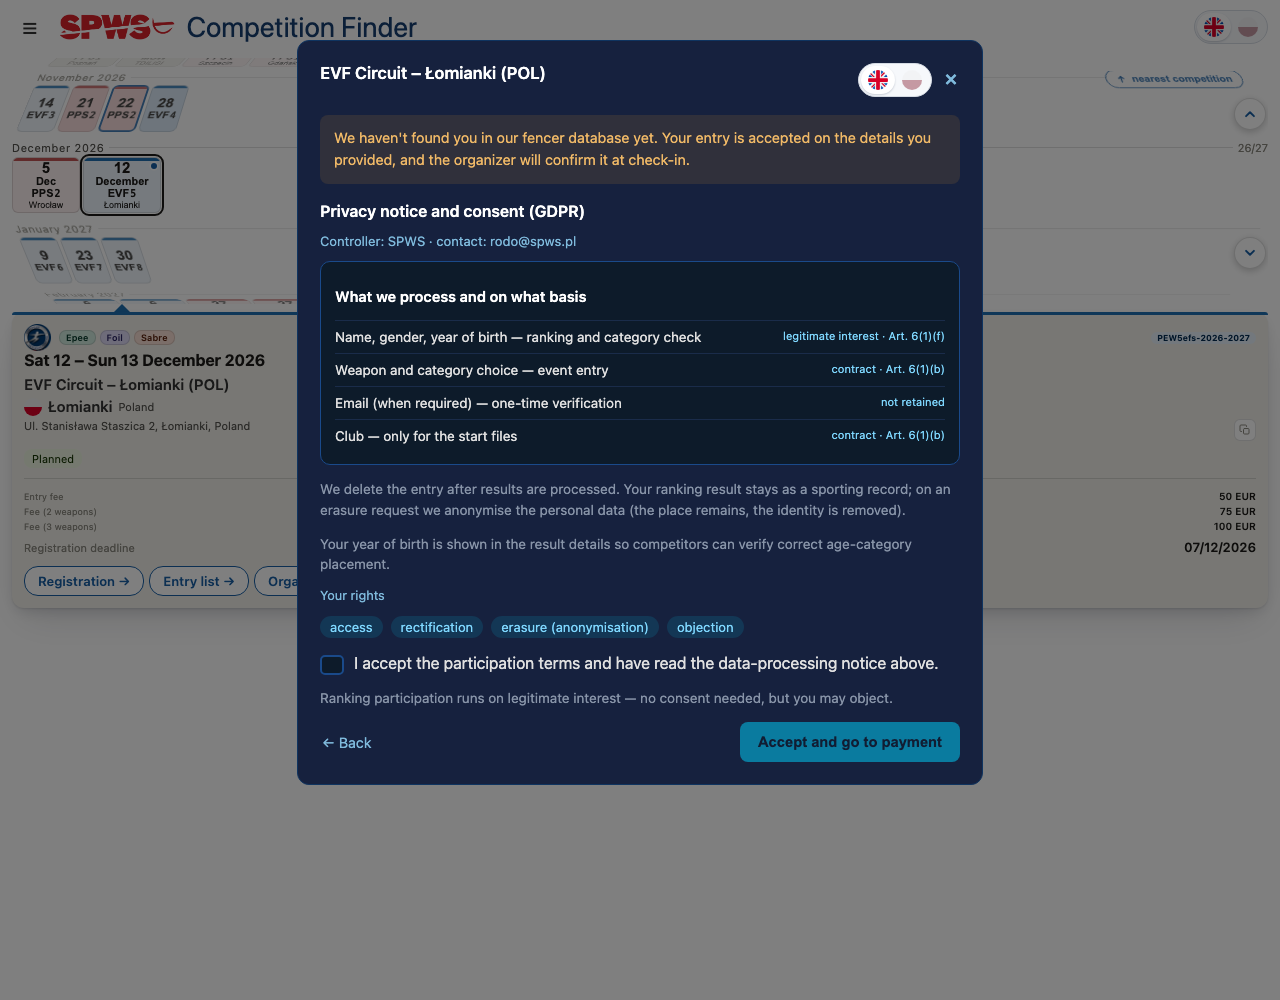 SPWS Competition Finder
November 2026
nearest competition
14 EVF3
21 PPS2
22 PPS2
28 EVF4
December 2026
26/27
5 Dec PPS2 Wrocław
12 December EVF5 Łomianki
January 2027
9 EVF6
23 EVF7
30 EVF8
February 2027
Epee Foil Sabre
PEW5efs-2026-2027
Sat 12 – Sun 13 December 2026
EVF Circuit – Łomianki (POL)
Łomianki Poland
Ul. Stanisława Staszica 2, Łomianki, Poland
Planned
Entry fee 50 EUR
Fee (2 weapons) 75 EUR
Fee (3 weapons) 100 EUR
Registration deadline 07/12/2026
Registration → Entry list → Orga
EVF Circuit – Łomianki (POL)
×
We haven't found you in our fencer database yet. Your entry is accepted on the details you
provided, and the organizer will confirm it at check-in.
Privacy notice and consent (GDPR)
Controller: SPWS · contact: rodo@spws.pl
What we process and on what basis
Name, gender, year of birth — ranking and category check legitimate interest · Art. 6(1)(f)
Weapon and category choice — event entry contract · Art. 6(1)(b)
Email (when required) — one-time verification not retained
Club — only for the start files contract · Art. 6(1)(b)
We delete the entry after results are processed. Your ranking result stays as a sporting record; on an
erasure request we anonymise the personal data (the place remains, the identity is removed).
Your year of birth is shown in the result details so competitors can verify correct age-category
placement.
Your rights
access rectification erasure (anonymisation) objection
I accept the participation terms and have read the data-processing notice above.
Ranking participation runs on legitimate interest — no consent needed, but you may object.
← Back
Accept and go to payment